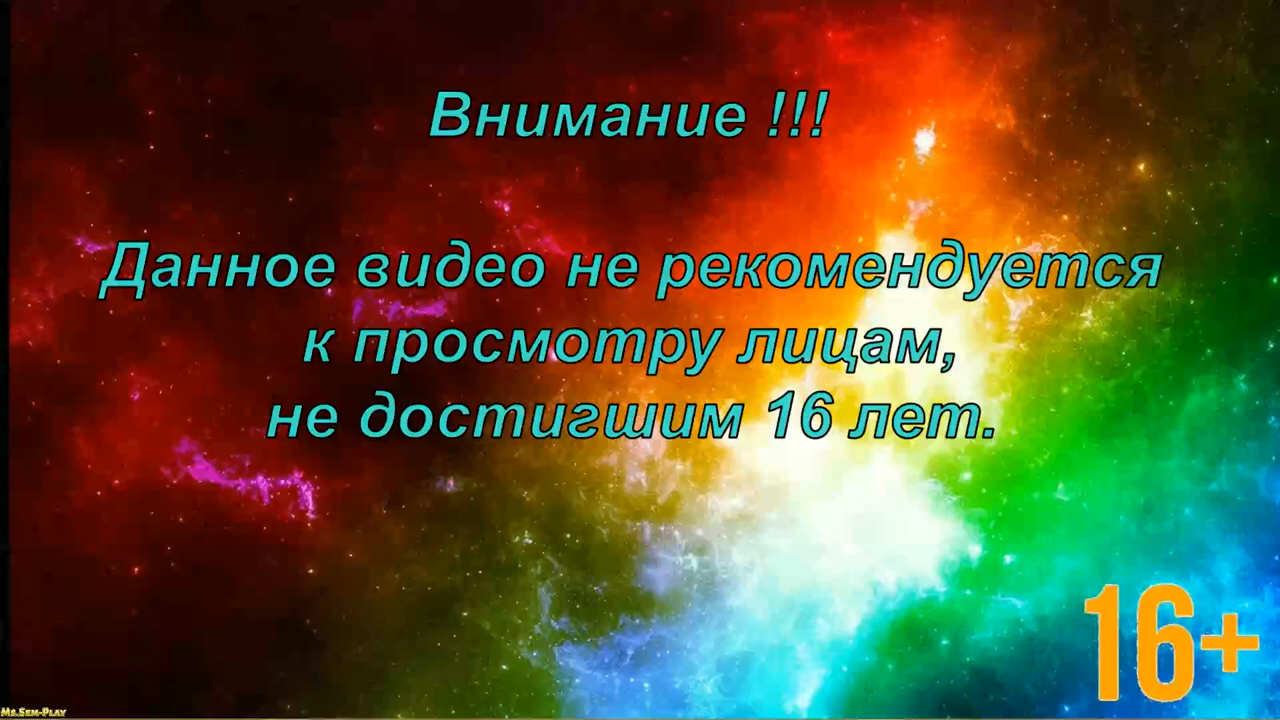 Внимание !!!
Данное видео не рекомендуется
к просмотру лицам,
не достигшим 16 лет.
16+
Ms.Sem-Play